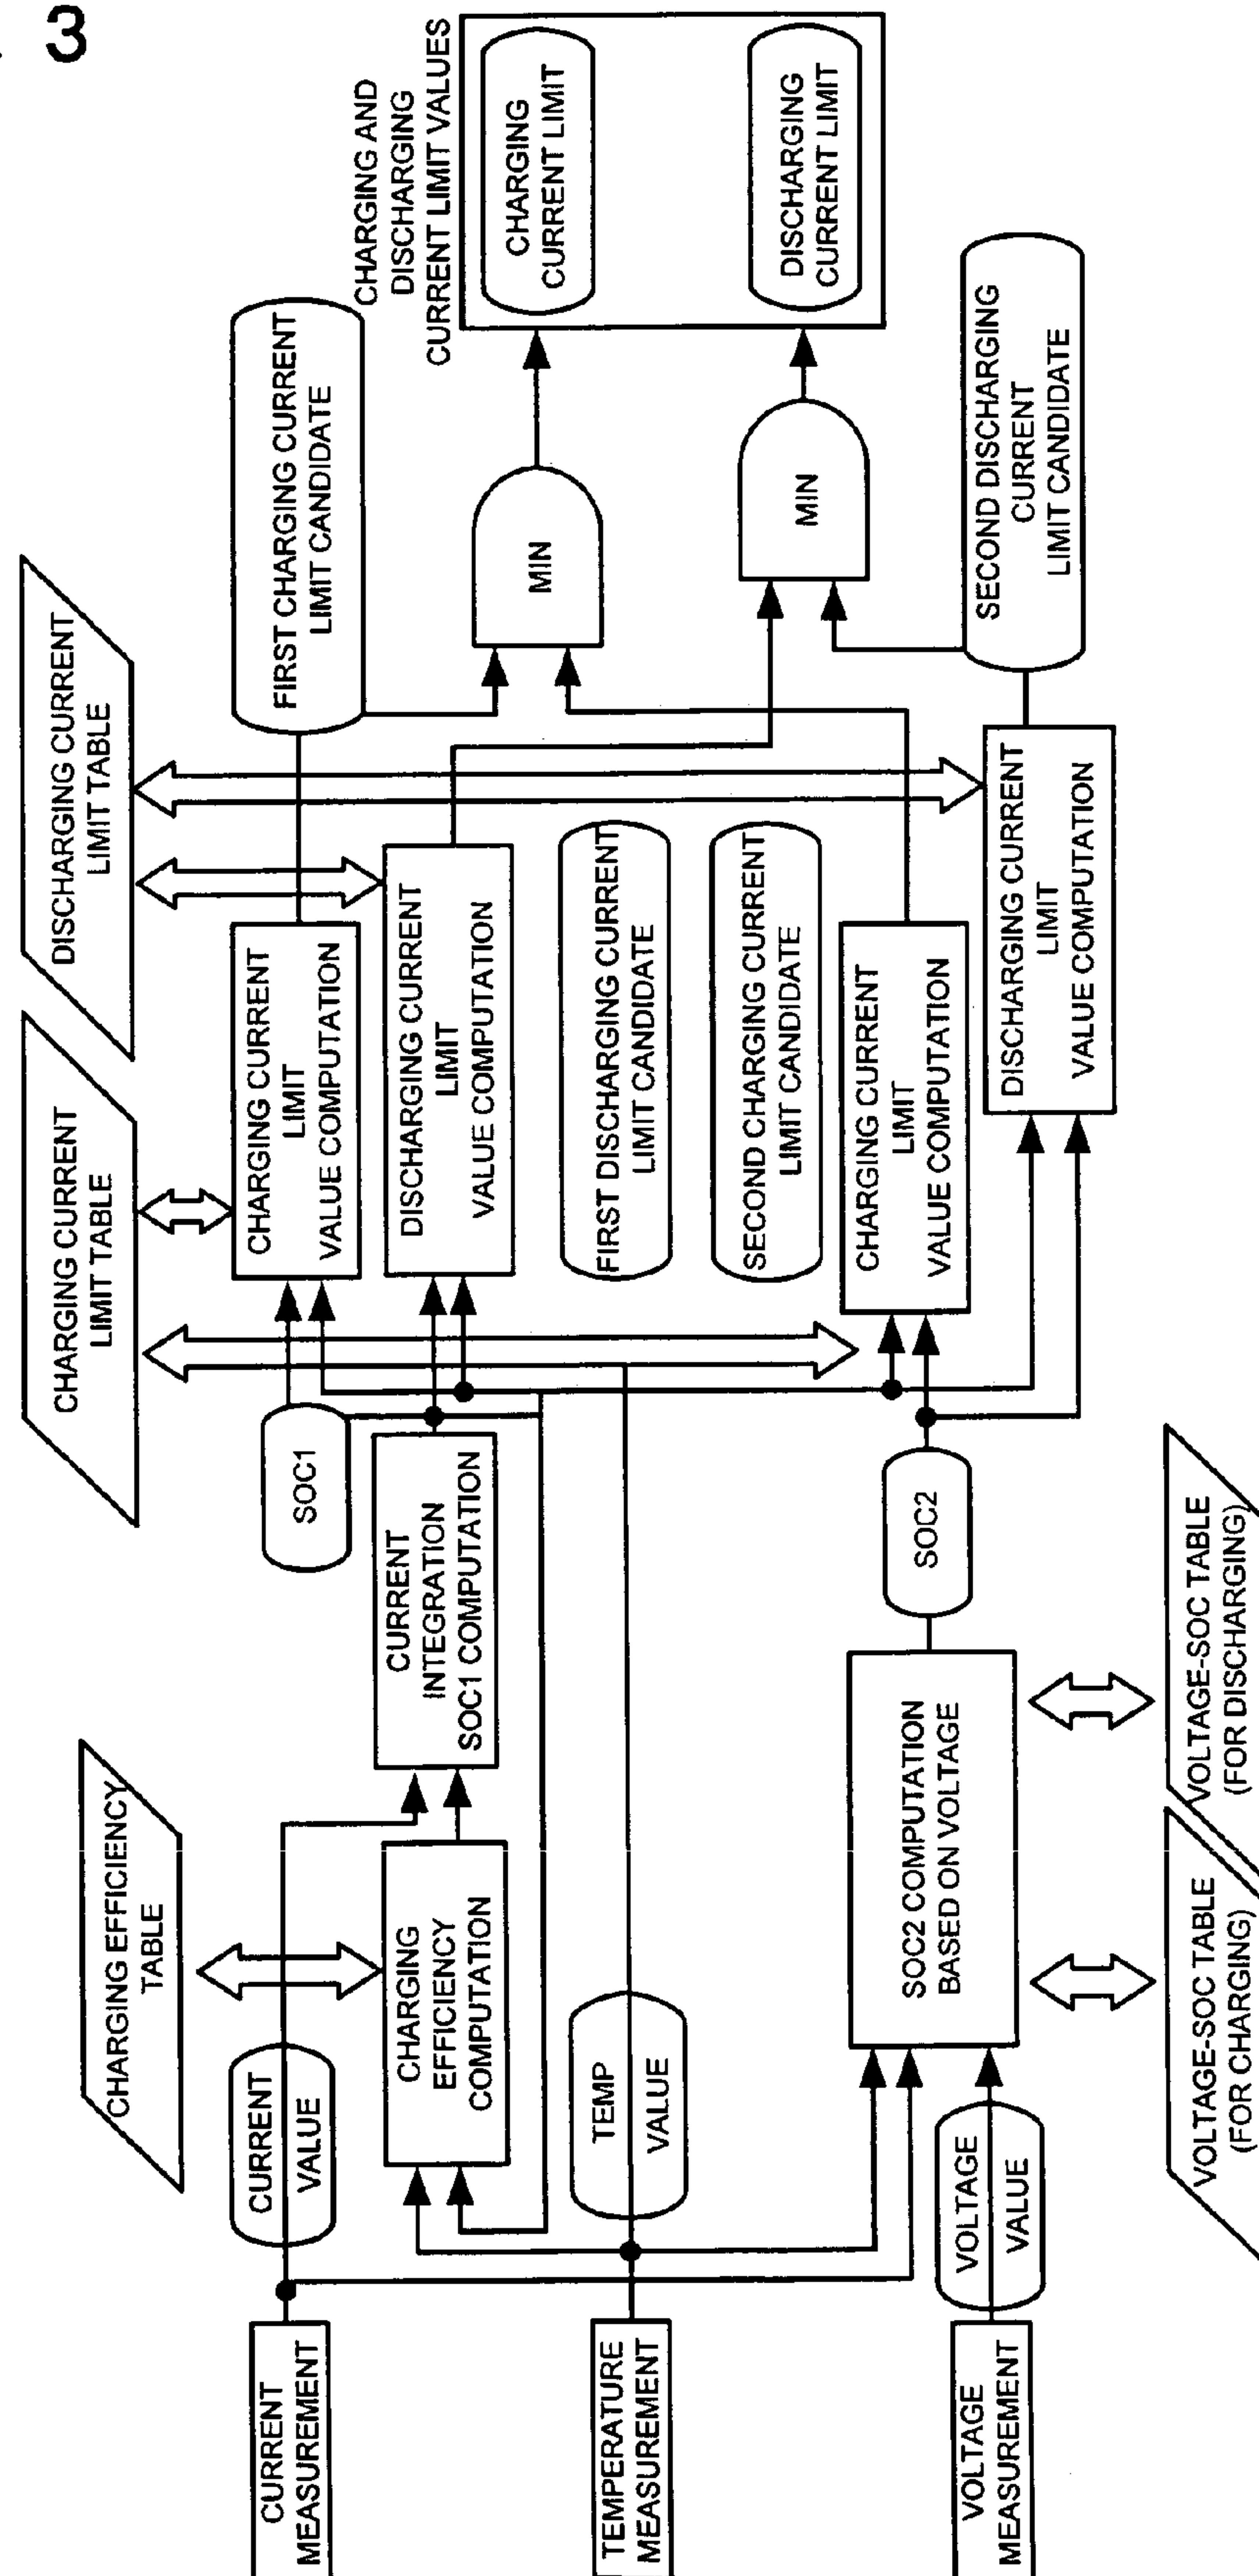 3
CHARGING EFFICIENCY
TABLE
CHARGING CURRENT
LIMIT TABLE
DISCHARGING CURRENT
LIMIT TABLE
CURRENT
MEASUREMENT
CURRENT
VALUE
CHARGING
EFFICIENCY
COMPUTATION
CURRENT
INTEGRATION
SOC1 COMPUTATION
SOC1
CHARGING CURRENT
LIMIT
VALUE COMPUTATION
FIRST CHARGING CURRENT
LIMIT CANDIDATE
DISCHARGING CURRENT
LIMIT
VALUE COMPUTATION
CHARGING AND
DISCHARGING
CURRENT LIMIT VALUES
CHARGING
CURRENT LIMIT
MIN
TEMPERATURE
MEASUREMENT
TEMP
VALUE
FIRST DISCHARGING CURRENT
LIMIT CANDIDATE
SECOND CHARGING CURRENT
LIMIT CANDIDATE
MIN
DISCHARGING
CURRENT LIMIT
VOLTAGE
MEASUREMENT
VOLTAGE
VALUE
SOC2 COMPUTATION
BASED ON VOLTAGE
SOC2
CHARGING CURRENT
LIMIT
VALUE COMPUTATION
DISCHARGING CURRENT
LIMIT
VALUE COMPUTATION
SECOND DISCHARGING
CURRENT
LIMIT CANDIDATE
VOLTAGE-SOC TABLE
(FOR CHARGING)
VOLTAGE-SOC TABLE
(FOR DISCHARGING)